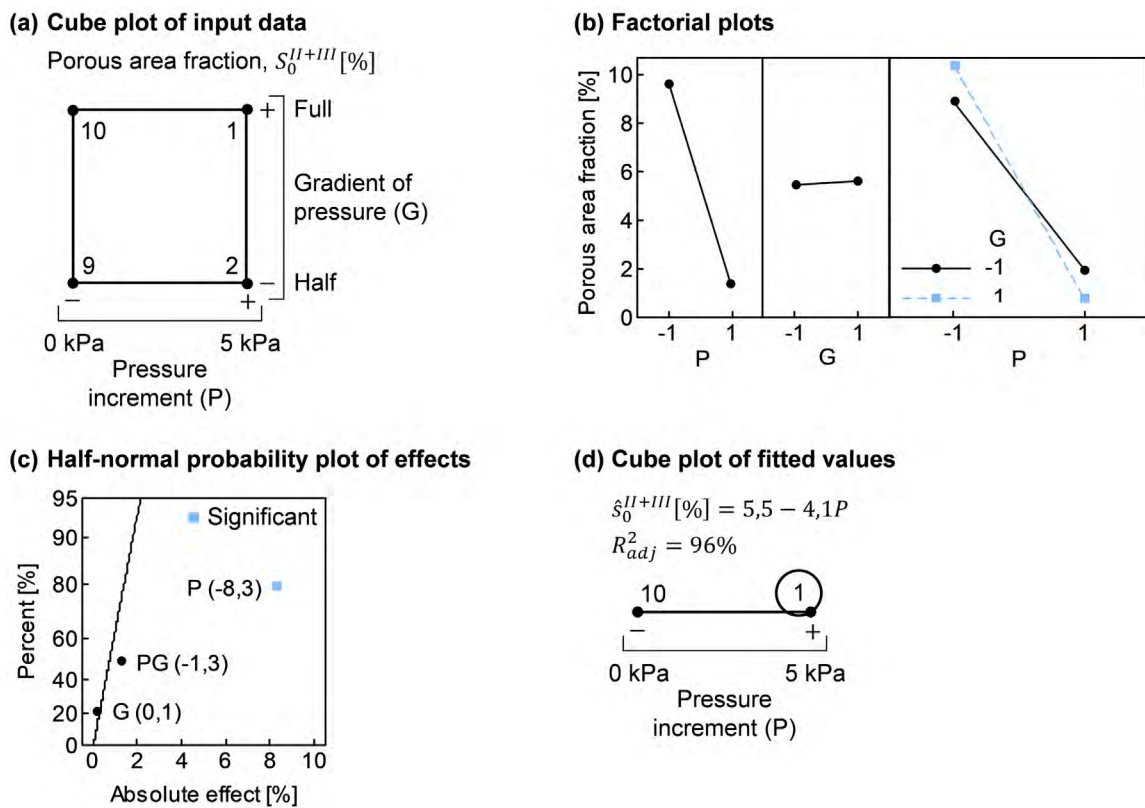 (a) Cube plot of input data
Porous area fraction, S₀^{II+III}[%]
10
1
+
Full
Gradient of
pressure (G)
9
2
−
Half
−
+
0 kPa
5 kPa
Pressure
increment (P)
(b) Factorial plots
Porous area fraction [%]
10
8
6
4
2
0
G
-1
1
-1 1
-1 1
-1
1
P
G
P
(c) Half-normal probability plot of effects
Percent [%]
95
90
80
60
40
20
0
Significant
P (-8,3)
PG (-1,3)
G (0,1)
0 2 4 6 8 10
Absolute effect [%]
(d) Cube plot of fitted values
ŝ₀^{II+III}[%] = 5,5 − 4,1P
R²_{adj} = 96%
10
1
−
+
0 kPa
5 kPa
Pressure
increment (P)